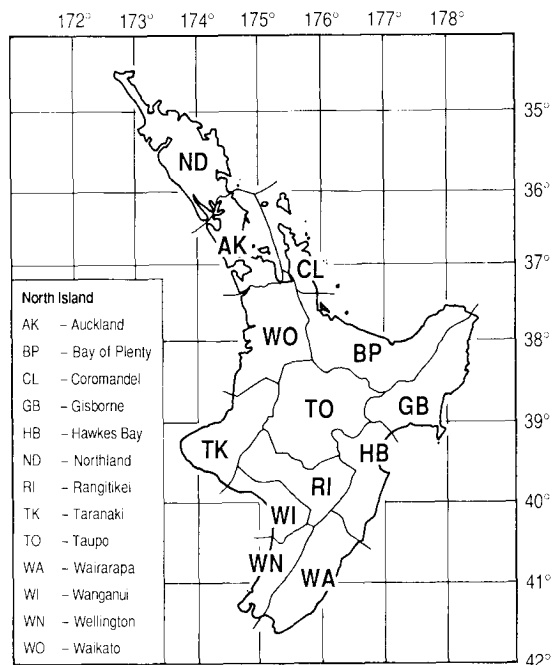 172° 173° 174° 175° 176° 177° 178°
35°
ND
36°
AK
CL
37°
North Island
AK – Auckland
BP – Bay of Plenty
CL – Coromandel
GB – Gisborne
HB – Hawkes Bay
ND – Northland
RI – Rangitikei
TK – Taranaki
TO – Taupo
WA – Wairarapa
WI – Wanganui
WN – Wellington
WO – Waikato
WO
BP
38°
TO
GB
39°
TK
HB
RI
40°
WI
WN
WA
41°
42°